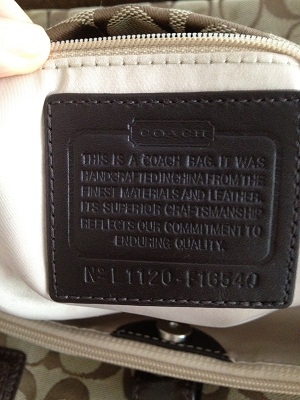 COACH
THIS IS A COACH BAG. IT WAS
HANDCRAFTED IN CHINA FROM THE
FINEST MATERIALS AND LEATHER.
ITS SUPERIOR CRAFTSMANSHIP
REFLECTS OUR COMMITMENT TO
ENDURING QUALITY.
Nº L1120-F16540